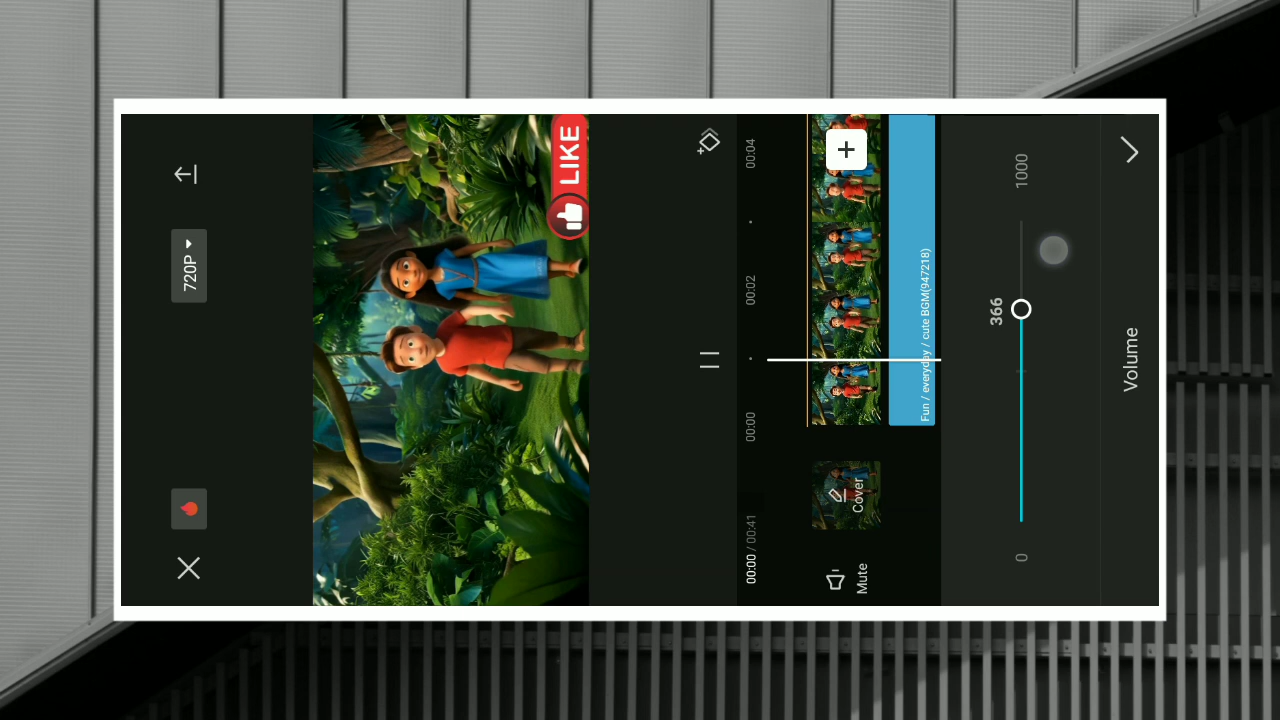 720P
LIKE
00:00 / 00:41
00:00
00:02
00:04
Mute
Cover
Fun / everyday / cute BGM(947218)
366
0
1000
Volume